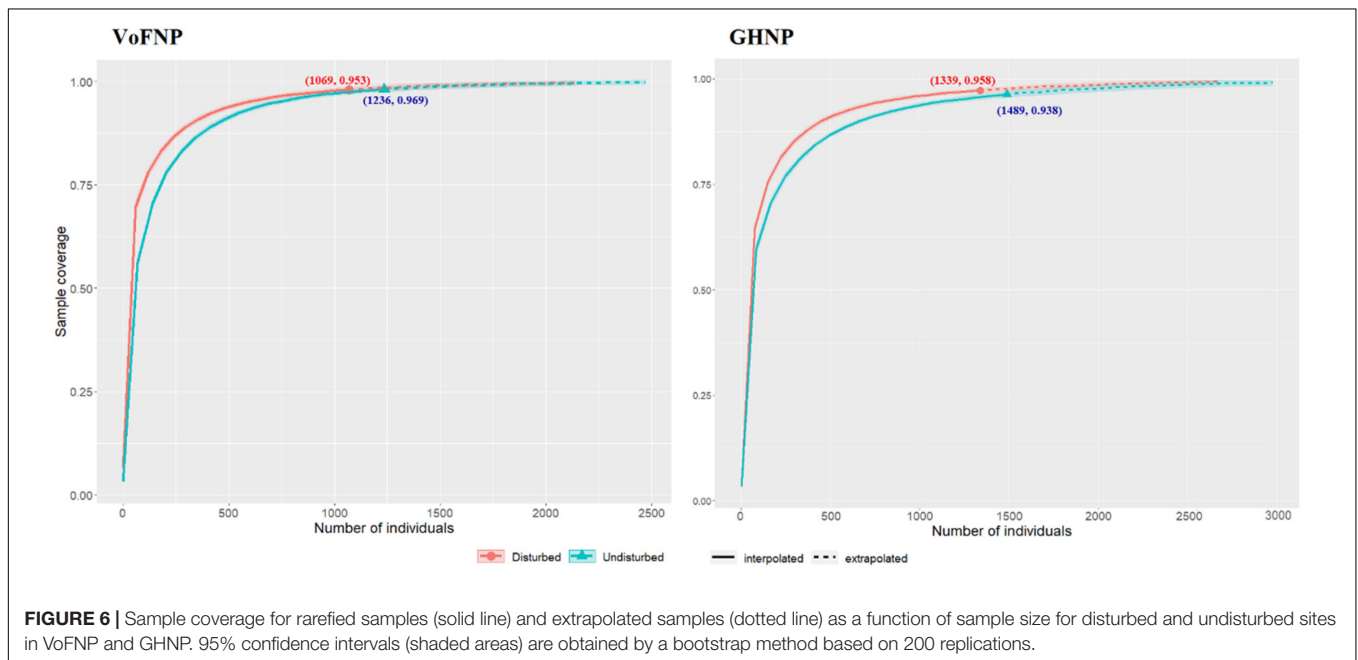 VoFNP
GHNP
1.00
0.75
0.50
0.25
0.00
Sample coverage
(1069, 0.953)
(1236, 0.969)
0
500
1000
1500
2000
2500
Number of individuals
1.00
0.75
0.50
0.25
0.00
(1339, 0.958)
(1489, 0.938)
0
500
1000
1500
2000
2500
3000
Number of individuals
Disturbed
Undisturbed
interpolated
extrapolated
FIGURE 6 | Sample coverage for rarefied samples (solid line) and extrapolated samples (dotted line) as a function of sample size for disturbed and undisturbed sites
in VoFNP and GHNP. 95% confidence intervals (shaded areas) are obtained by a bootstrap method based on 200 replications.